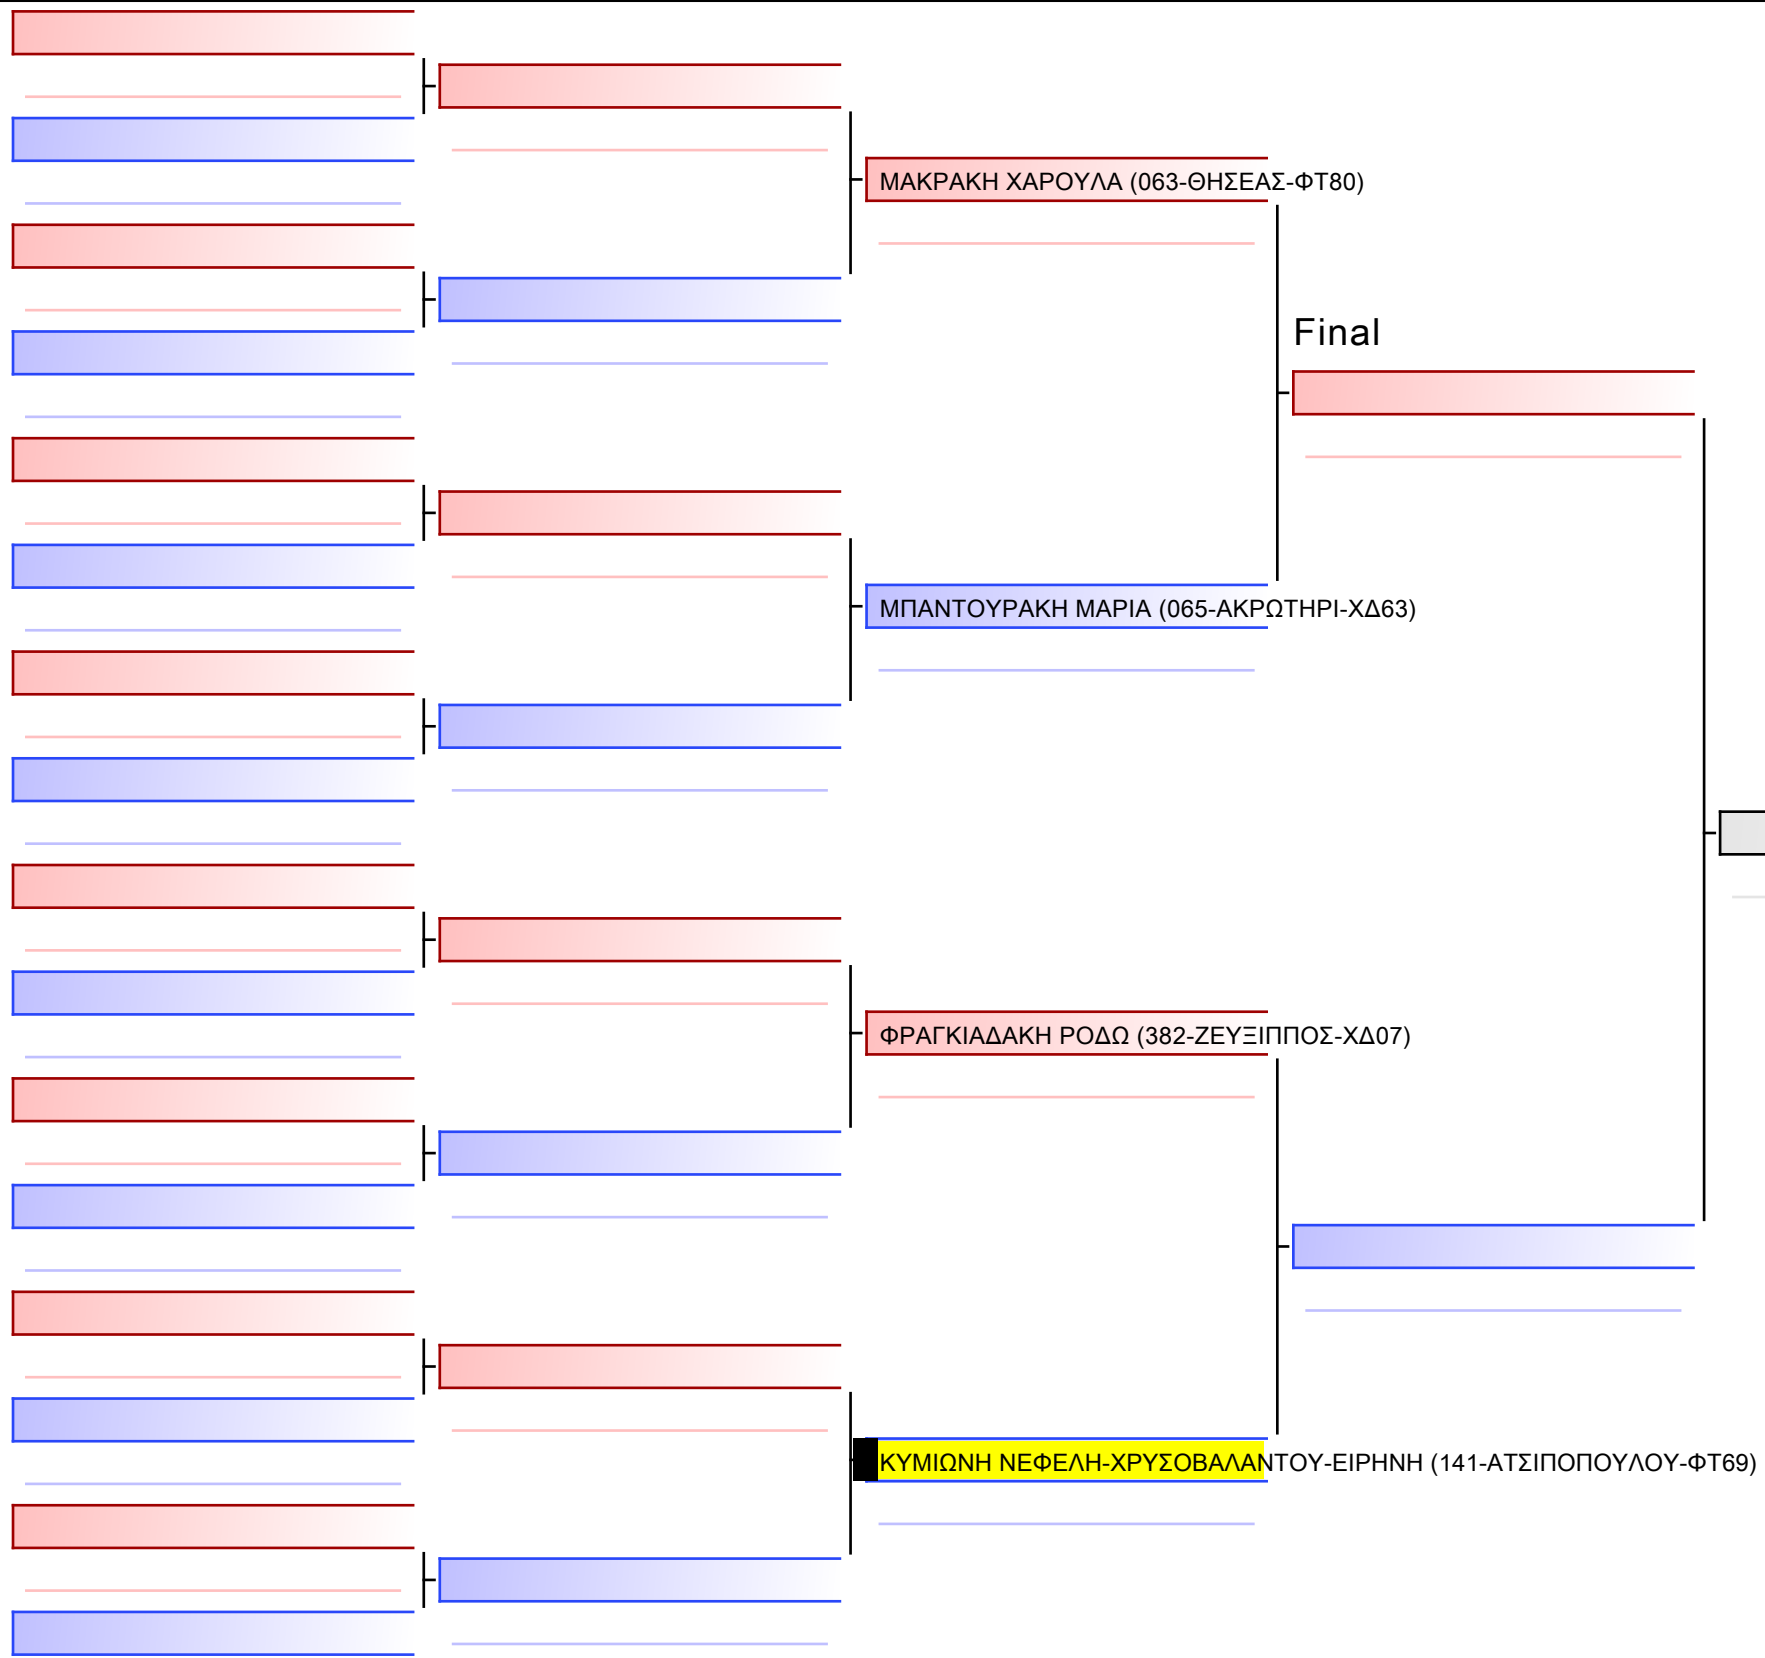 ΜΑΚΡΑΚΗ ΧΑΡΟΥΛΑ (063-ΘΗΣΕΑΣ-ΦΤ80)
Final
ΜΠΑΝΤΟΥΡΑΚΗ ΜΑΡΙΑ (065-ΑΚΡΩΤΗΡΙ-ΧΔ63)
ΦΡΑΓΚΙΑΔΑΚΗ ΡΟΔΩ (382-ΖΕΥΞΙΠΠΟΣ-ΧΔ07)
ΚΥΜΙΩΝΗ ΝΕΦΕΛΗ-ΧΡΥΣΟΒΑΛΑΝΤΟΥ-ΕΙΡΗΝΗ (141-ΑΤΣΙΠΟΠΟΥΛΟΥ-ΦΤ69)